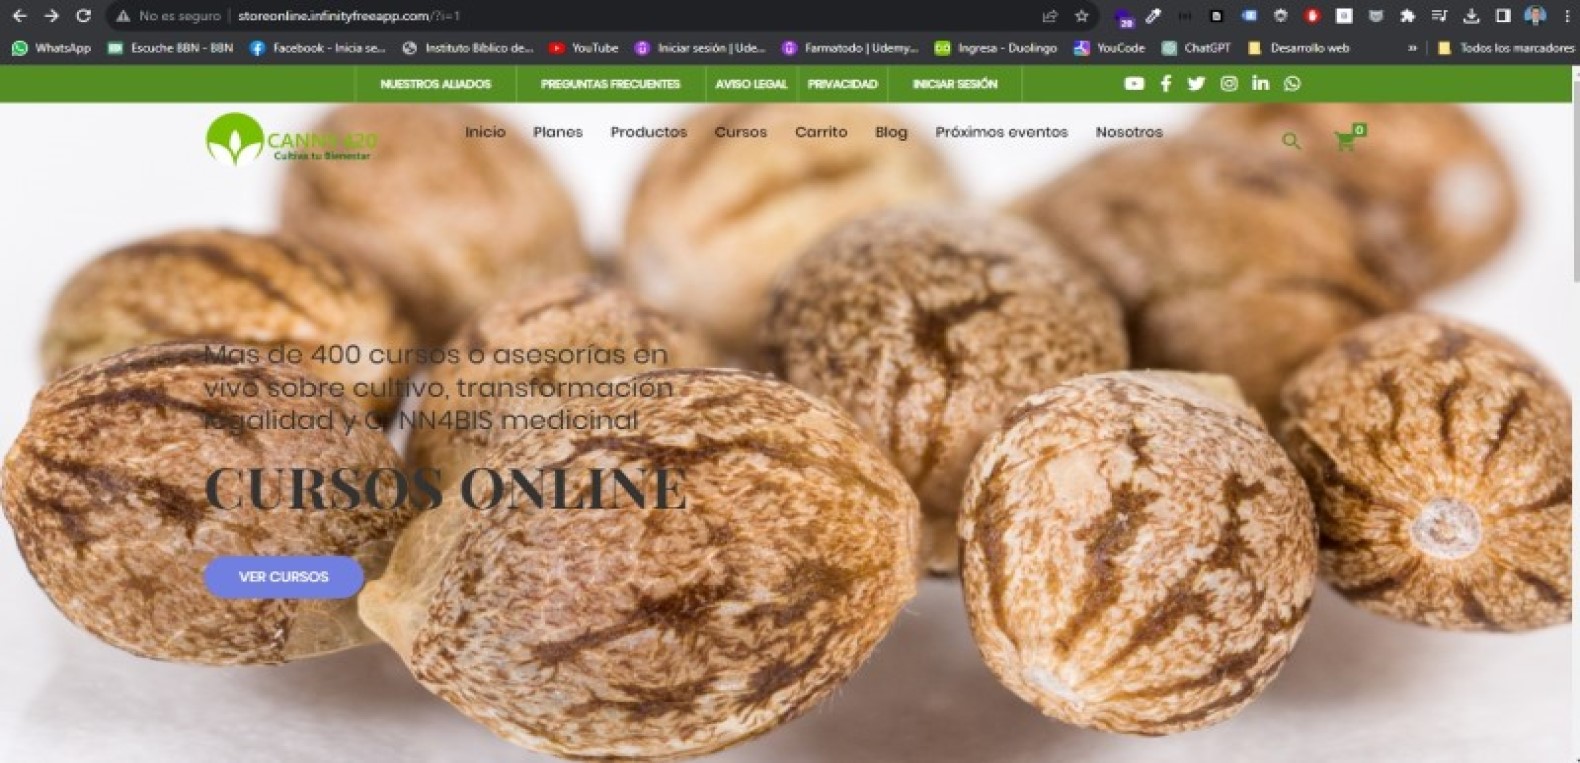 No es seguro storeonline.infinityfreeapp.com/?i=1
20
WhatsApp Escuche BBN - BBN Facebook - Inicia se... Instituto Bíblico de... YouTube Iniciar sesión | Ude... Farmatodo | Udemy... Ingresa - Duolingo YouCode ChatGPT Desarrollo web » Todos los marcadores
NUESTROS ALIADOS PREGUNTAS FRECUENTES AVISO LEGAL PRIVACIDAD INICIAR SESIÓN
Inicio Planes Productos Cursos Carrito Blog Próximos eventos Nosotros 0
Cultiva tu Bienestar
Mas de 400 cursos o asesorías en
vivo sobre cultivo, transformación
legalidad y CANN4BIS medicinal
CURSOS ONLINE
VER CURSOS